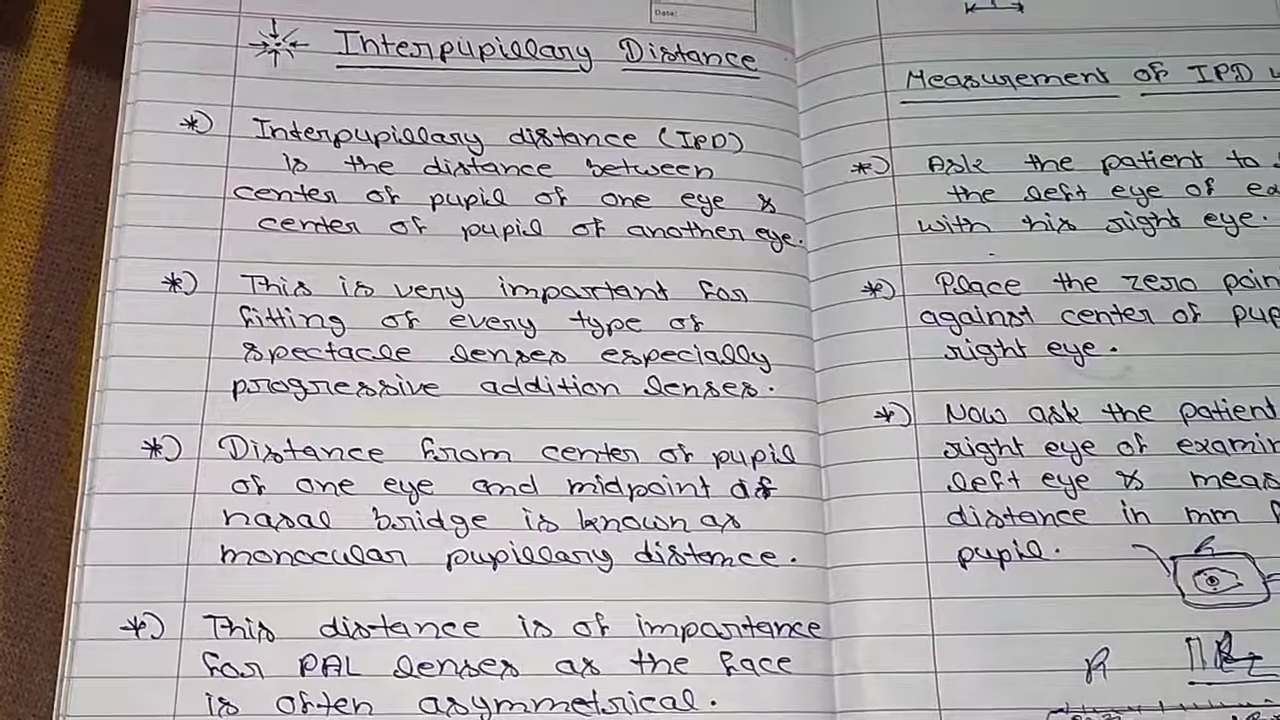 Date:
Interpupillary Distance
*) Interpupillary distance (IPD)
is the distance between
center of pupil of one eye &
center of pupil of another eye.
*) This is very important for
fitting of every type of
spectacle lenses especially
progressive addition lenses.
*) Distance from center of pupil
of one eye and midpoint of
nasal bridge is known as
monocular pupillary distance.
*) This distance is of importance
for PAL lenses as the face
is often asymmetrical.
Measurement of IPD
*) Ask the patient to
the left eye of
with his right eye.
*) Place the zero
against center of
right eye.
*) Now ask the patient
right eye of
left eye &
distance in mm
pupil.
R